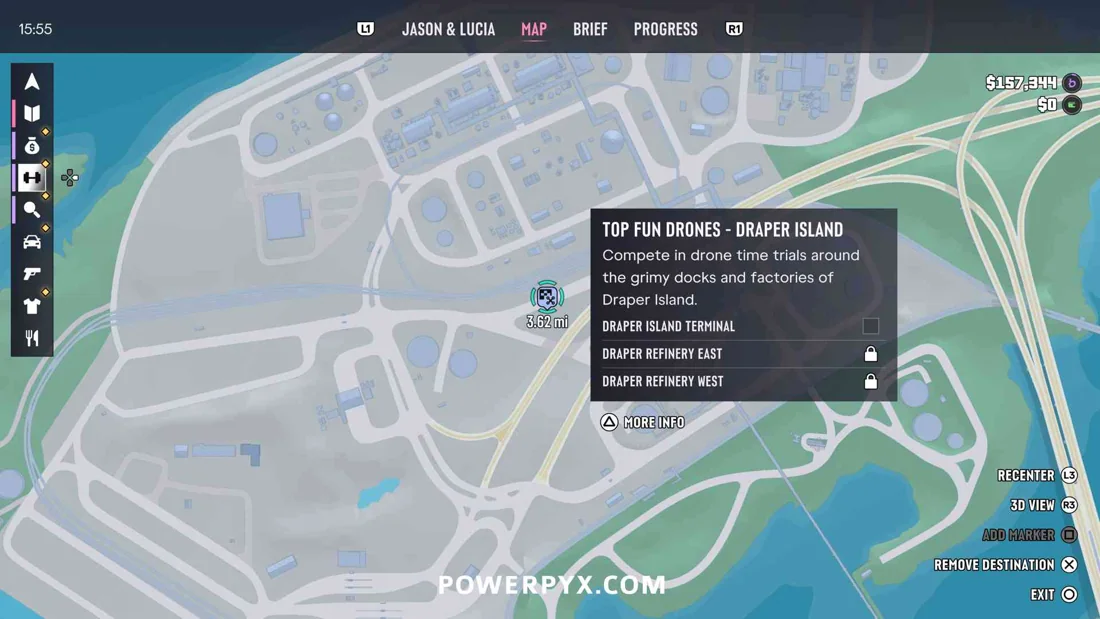 15:55
L1
JASON & LUCIA
MAP
BRIEF
PROGRESS
R1
$157,344
$0
TOP FUN DRONES - DRAPER ISLAND
Compete in drone time trials around
the grimy docks and factories of
Draper Island.
DRAPER ISLAND TERMINAL
DRAPER REFINERY EAST
DRAPER REFINERY WEST
3.62 mi
MORE INFO
RECENTER L3
3D VIEW R3
ADD MARKER
REMOVE DESTINATION
EXIT
POWERPYX.COM